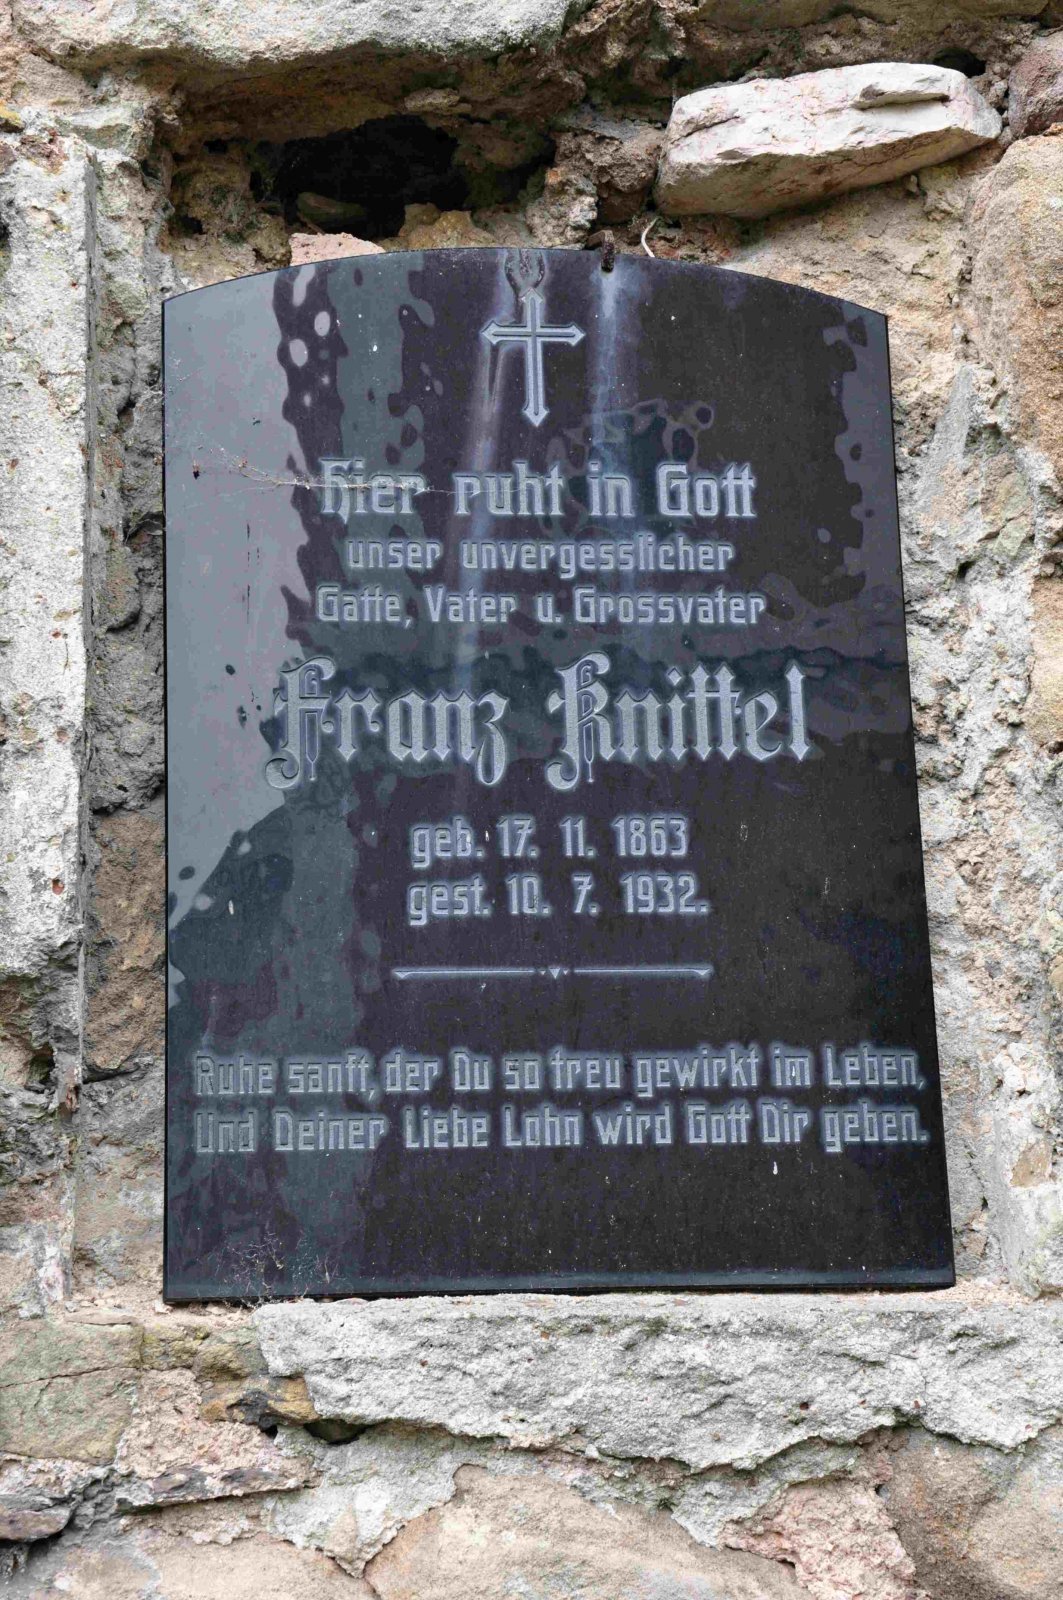 Hier ruht in Gott
unser unvergesslicher
Gatte, Vater u. Grossvater
Franz Knittel
geb. 17. 11. 1863
gest. 10. 7. 1932.
Ruhe sanft, der Du so treu gewirkt im Leben,
Und Deiner Liebe Lohn wird Gott Dir geben.